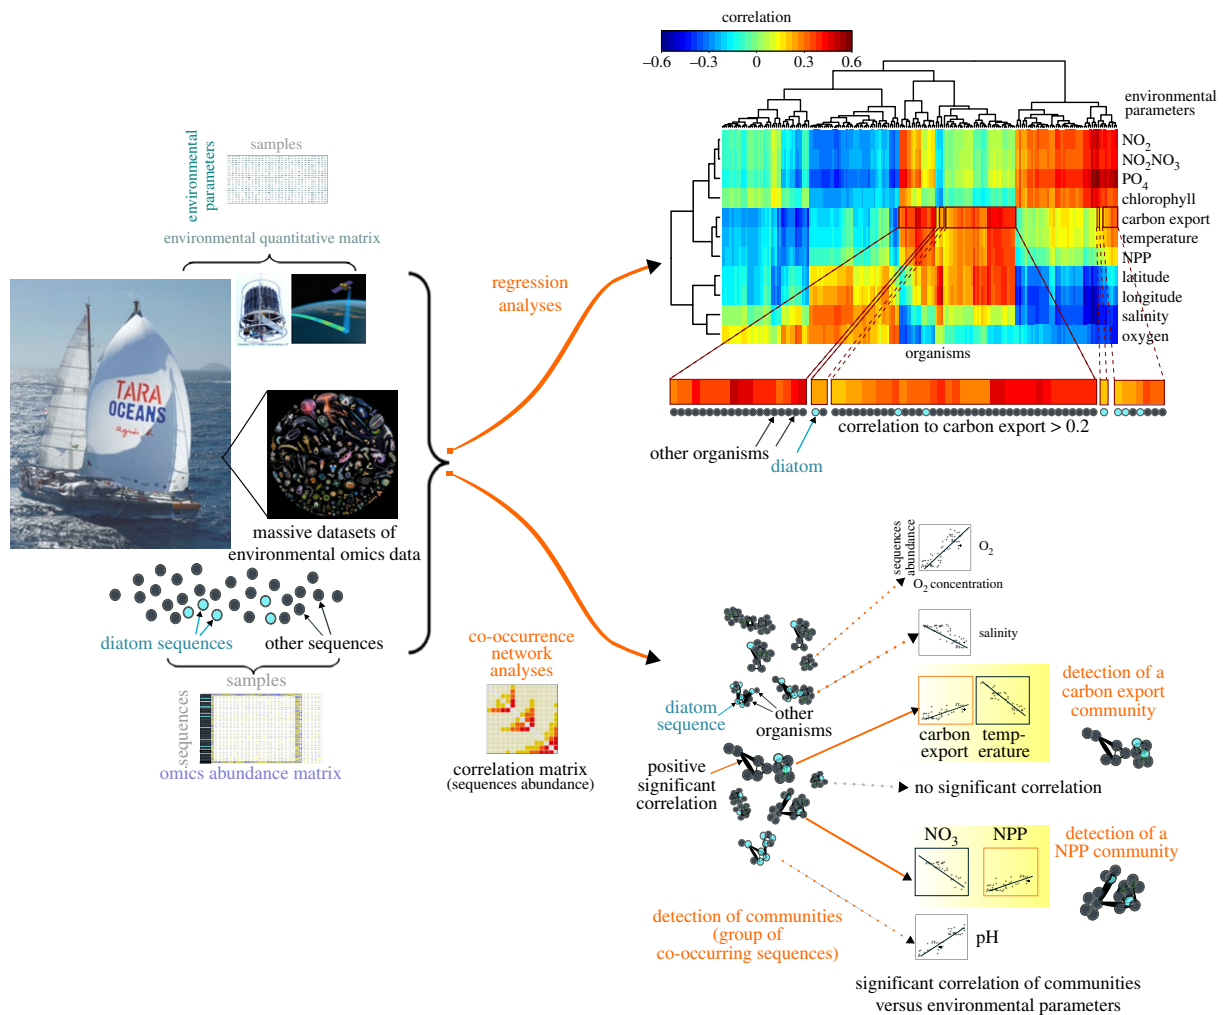 correlation
−0.6 −0.3 0 0.3 0.6
environmental
parameters
NO2
NO2NO3
PO4
chlorophyll
carbon export
temperature
NPP
latitude
longitude
salinity
oxygen
organisms
correlation to carbon export > 0.2
other organisms
diatom
environmental
parameters
samples
environmental quantitative matrix
TARA
OCEANS
agnès b.
massive datasets of
environmental omics data
diatom sequences
other sequences
samples
sequences
omics abundance matrix
regression
analyses
co-occurrence
network
analyses
correlation matrix
(sequences abundance)
sequences
abundance
O2
O2 concentration
salinity
diatom
sequence
other
organisms
positive
significant
correlation
carbon
export
temp-
erature
detection of a
carbon export
community
no significant correlation
NO3
NPP
detection of a
NPP community
detection of communities
(group of
co-occurring sequences)
pH
significant correlation of communities
versus environmental parameters